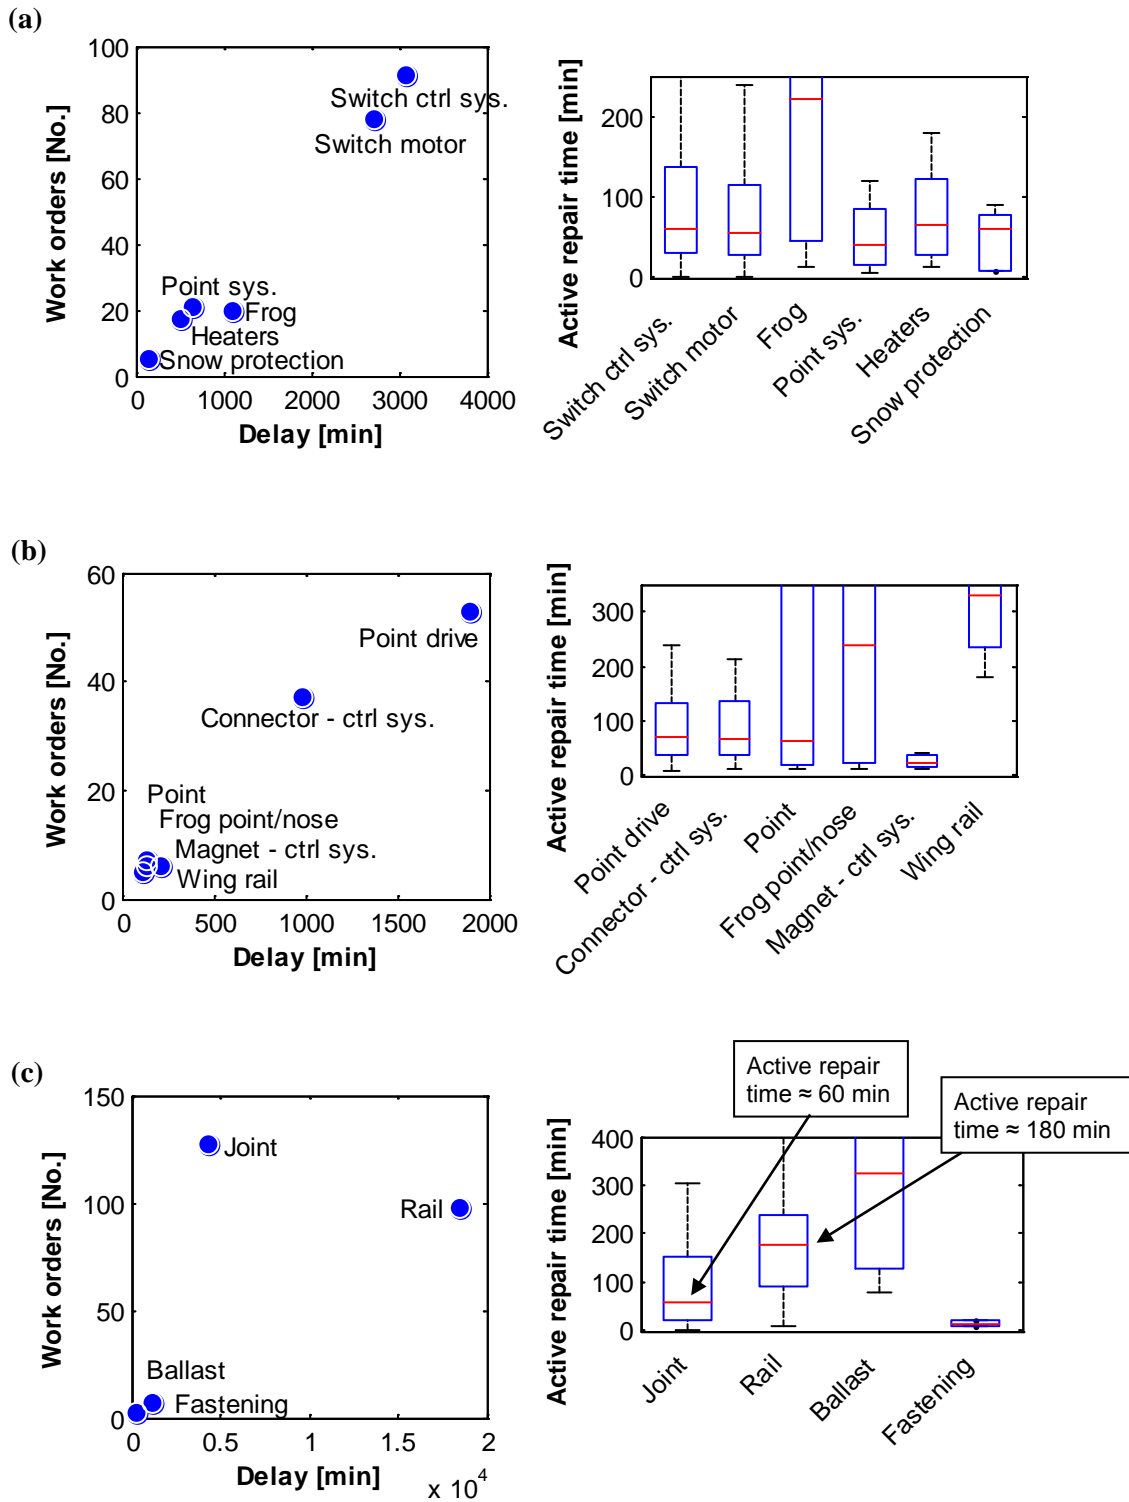 (a)
100
80
60
40
20
0
Work orders [No.]
Switch ctrl sys.
Switch motor
Point sys.
Frog
Heaters
Snow protection
0 1000 2000 3000 4000
Delay [min]
Active repair time [min]
200
100
0
Switch ctrl sys.
Switch motor
Frog
Point sys.
Heaters
Snow protection
(b)
60
40
20
0
Work orders [No.]
Point drive
Connector - ctrl sys.
Point
Frog point/nose
Magnet - ctrl sys.
Wing rail
0 500 1000 1500 2000
Delay [min]
Active repair time [min]
300
200
100
0
Point drive
Connector - ctrl sys.
Point
Frog point/nose
Magnet - ctrl sys.
Wing rail
(c)
150
100
50
0
Work orders [No.]
Joint
Rail
Ballast
Fastening
0 0.5 1 1.5 2
Delay [min]
x 10^4
Active repair
time ≈ 60 min
Active repair
time ≈ 180 min
Active repair time [min]
400
300
200
100
0
Joint
Rail
Ballast
Fastening